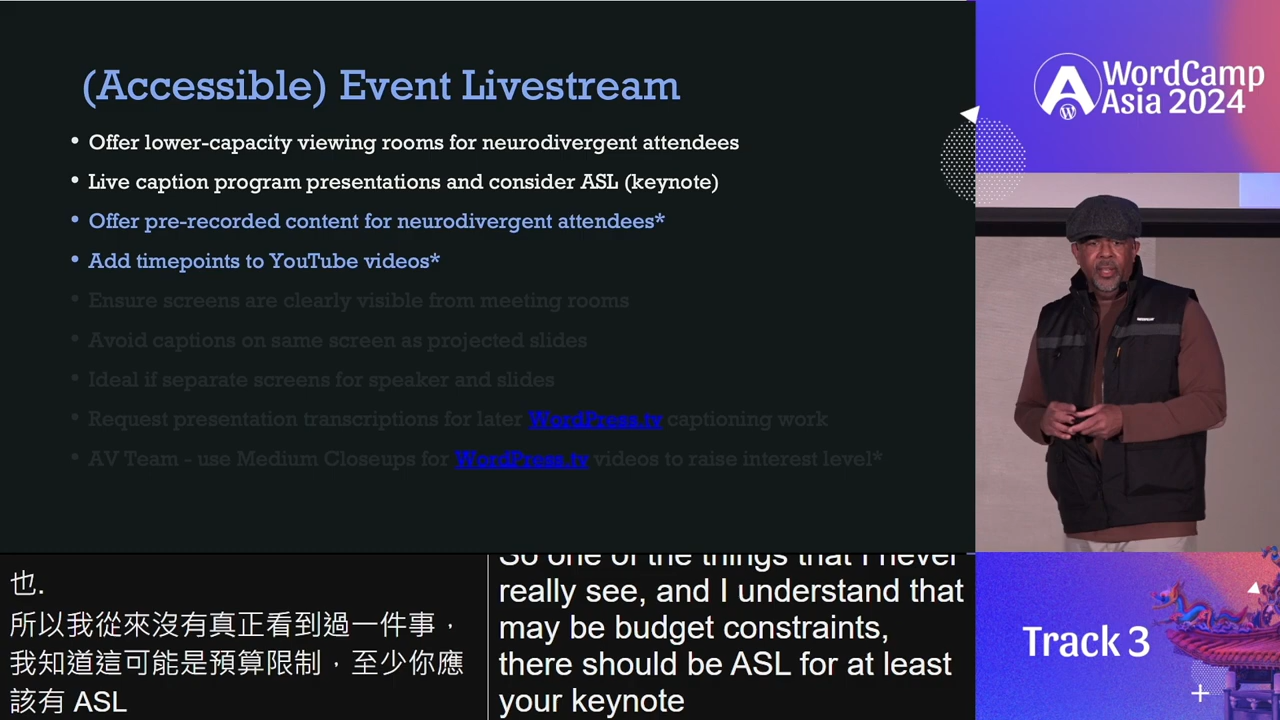 (Accessible) Event Livestream
• Offer lower-capacity viewing rooms for neurodivergent attendees
• Live caption program presentations and consider ASL (keynote)
• Offer pre-recorded content for neurodivergent attendees*
• Add timepoints to YouTube videos*
• Ensure screens are clearly visible from meeting rooms
• Avoid captions on same screen as projected slides
• Ideal if separate screens for speaker and slides
• Request presentation transcriptions for later WordPress.tv captioning work
• AV Team - use Medium Closeups for WordPress.tv videos to raise interest level*
WordCamp
Asia 2024
也.
所以我從來沒有真正看到過一件事，
我知道這可能是預算限制，至少你應
該有 ASL
So one of the things that I never
really see, and I understand that
may be budget constraints,
there should be ASL for at least
your keynote
Track 3